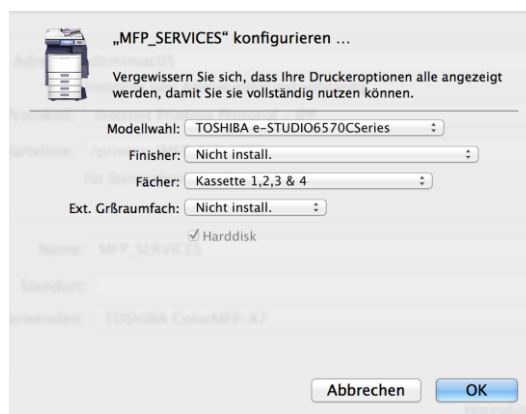 „MFP_SERVICES“ konfigurieren ...
Vergewissern Sie sich, dass Ihre Druckeroptionen alle angezeigt
werden, damit Sie sie vollständig nutzen können.
Modellwahl: TOSHIBA e-STUDIO6570CSeries
Finisher: Nicht install.
Fächer: Kassette 1,2,3 & 4
Ext. Grßraumfach: Nicht install.
Harddisk
Name: MFP_SERVICES
Standort:
TOSHIBA ColorMFP-X7
Abbrechen OK